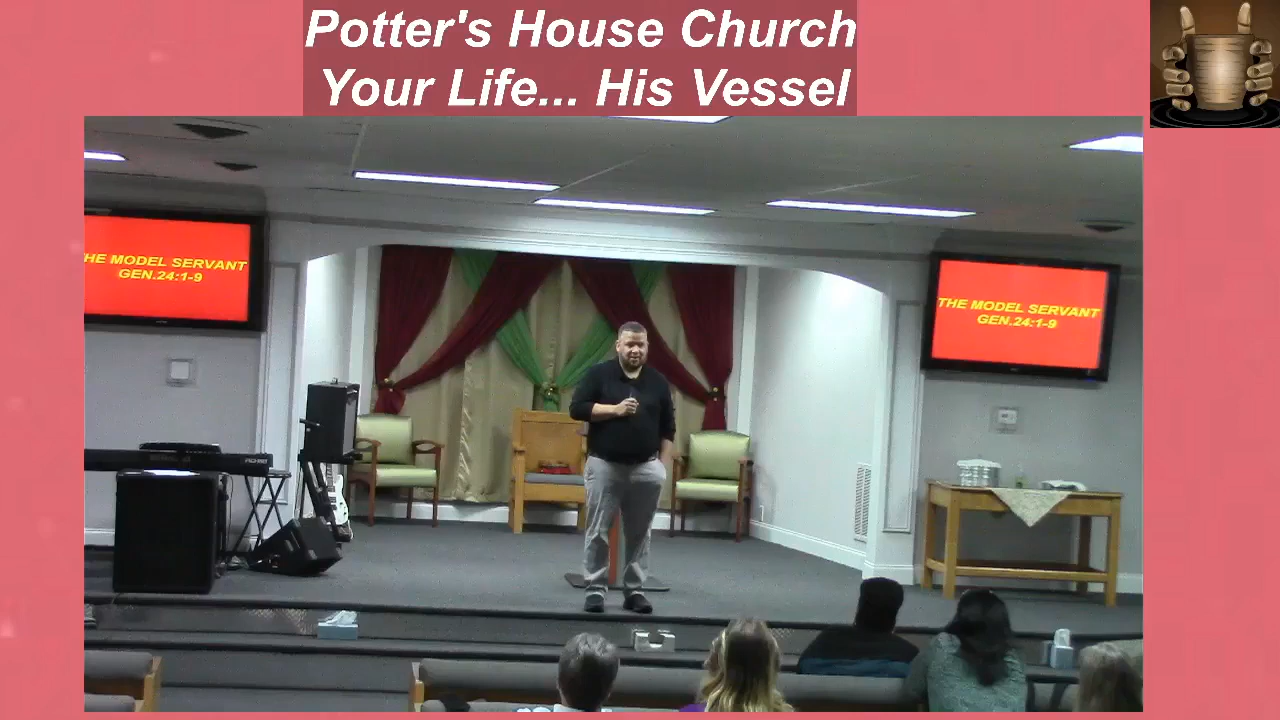 Potter's House Church
Your Life... His Vessel
HE MODEL SERVANT
GEN.24:1-9
THE MODEL SERVANT
GEN.24:1-9